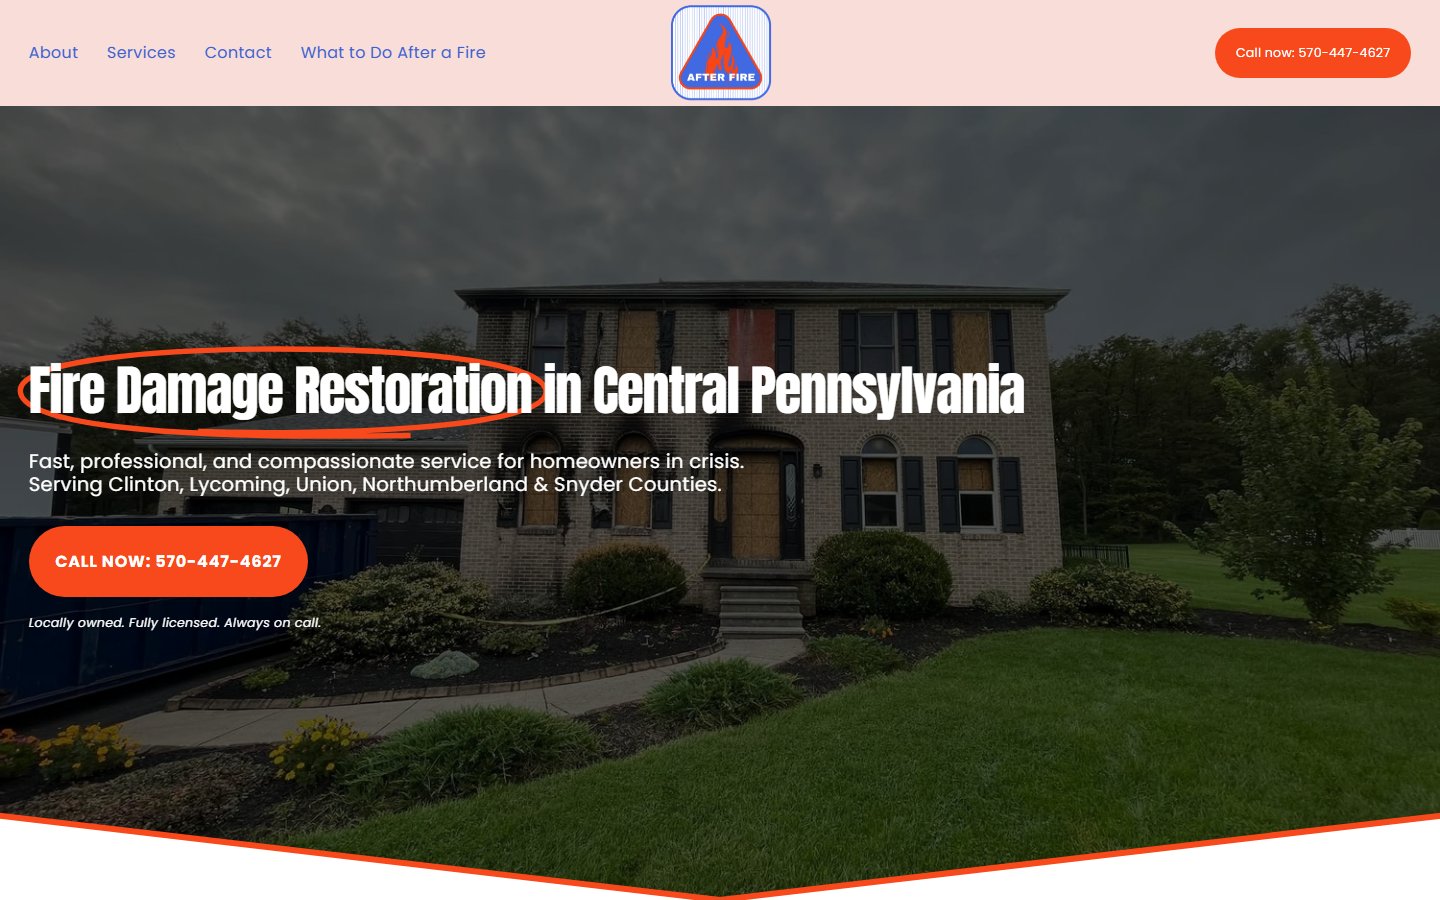 About
Services
Contact
What to Do After a Fire
AFTER FIRE
Call now: 570-447-4627
Fire Damage Restoration in Central Pennsylvania
Fast, professional, and compassionate service for homeowners in crisis.
Serving Clinton, Lycoming, Union, Northumberland & Snyder Counties.
CALL NOW: 570-447-4627
Locally owned. Fully licensed. Always on call.